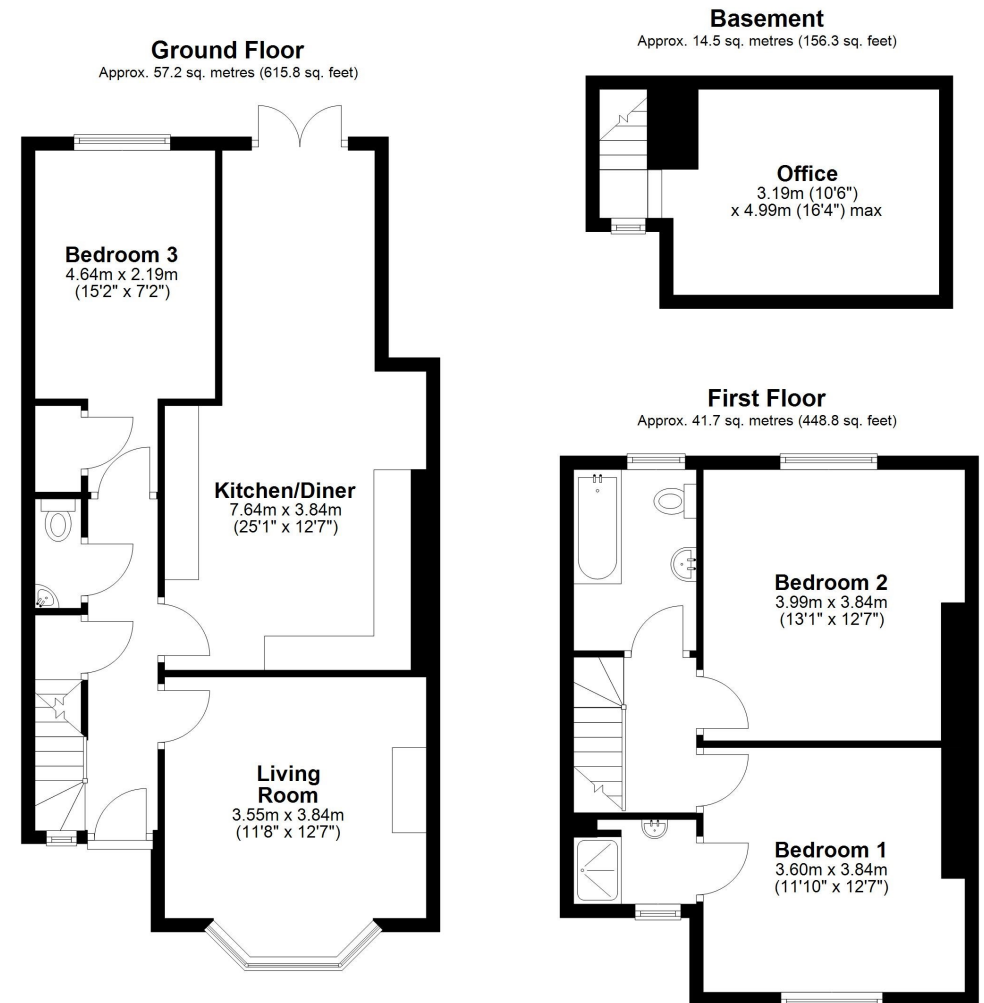 Ground Floor
Approx. 57.2 sq. metres (615.8 sq. feet)
Bedroom 3
4.64m x 2.19m
(15'2" x 7'2")
Kitchen/Diner
7.64m x 3.84m
(25'1" x 12'7")
Living
Room
3.55m x 3.84m
(11'8" x 12'7")
Basement
Approx. 14.5 sq. metres (156.3 sq. feet)
Office
3.19m (10'6")
x 4.99m (16'4") max
First Floor
Approx. 41.7 sq. metres (448.8 sq. feet)
Bedroom 2
3.99m x 3.84m
(13'1" x 12'7")
Bedroom 1
3.60m x 3.84m
(11'10" x 12'7")